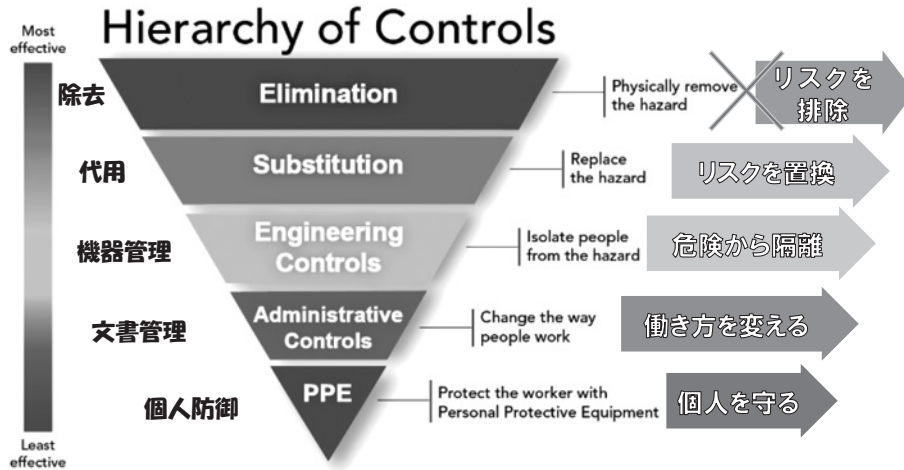 Hierarchy of Controls
Most
effective
除去
Elimination
Physically remove
the hazard
リスクを
排除
代用
Substitution
Replace
the hazard
リスクを置換
機器管理
Engineering
Controls
Isolate people
from the hazard
危険から隔離
文書管理
Administrative
Controls
Change the way
people work
働き方を変える
個人防御
PPE
Protect the worker with
Personal Protective Equipment
個人を守る
Least
effective